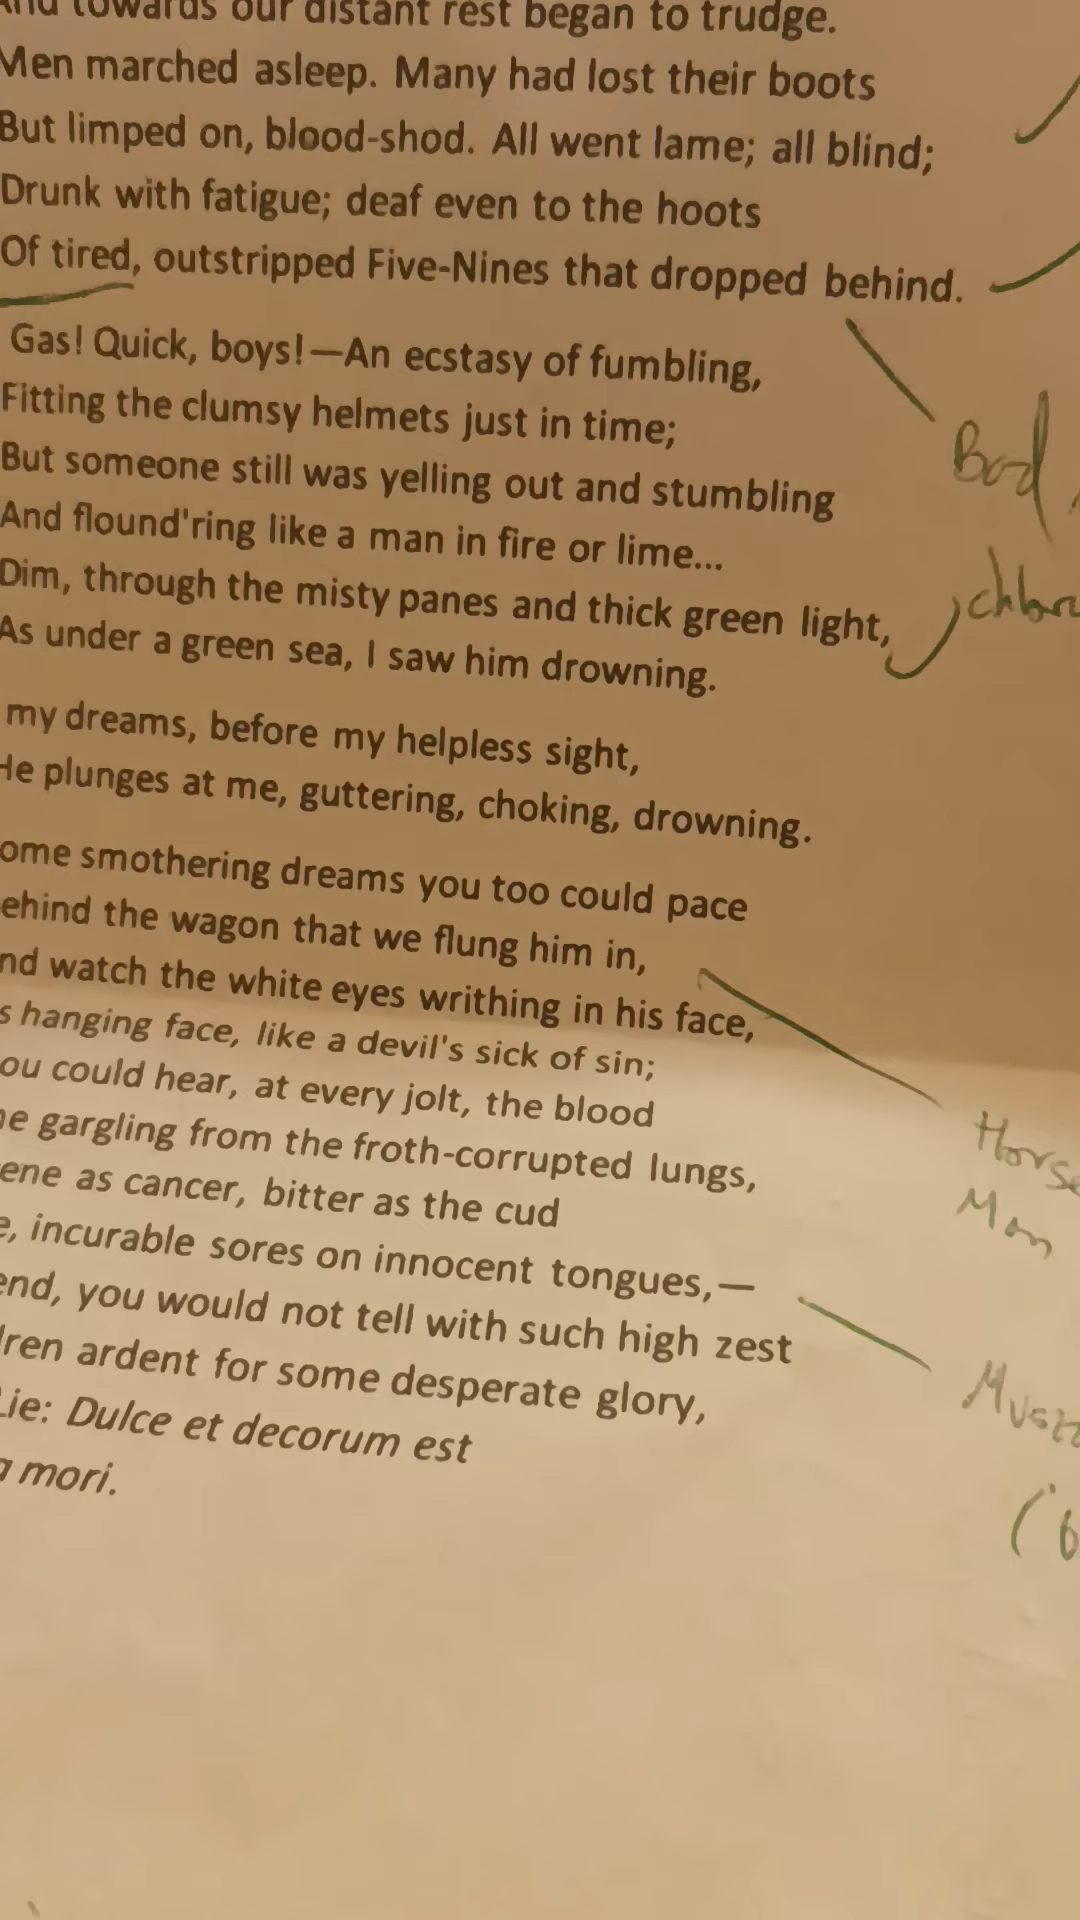 And towards our distant rest began to trudge.
Men marched asleep. Many had lost their boots
But limped on, blood-shod. All went lame; all blind;
Drunk with fatigue; deaf even to the hoots
Of tired, outstripped Five-Nines that dropped behind.
Gas! Quick, boys!—An ecstasy of fumbling,
Fitting the clumsy helmets just in time;
But someone still was yelling out and stumbling
And flound'ring like a man in fire or lime...
Dim, through the misty panes and thick green light,
As under a green sea, I saw him drowning.
my dreams, before my helpless sight,
He plunges at me, guttering, choking, drowning.
ome smothering dreams you too could pace
ehind the wagon that we flung him in,
nd watch the white eyes writhing in his face,
s hanging face, like a devil's sick of sin;
ou could hear, at every jolt, the blood
me gargling from the froth-corrupted lungs,
ene as cancer, bitter as the cud
e, incurable sores on innocent tongues,—
end, you would not tell with such high zest
dren ardent for some desperate glory,
Lie: Dulce et decorum est
a mori.
Horse
Man